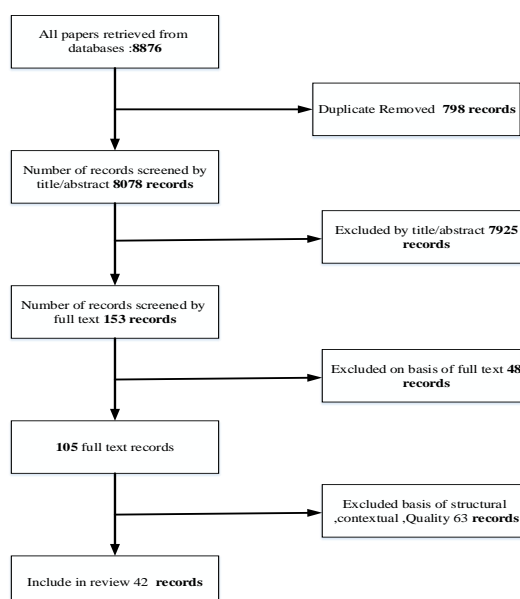 All papers retrieved from
databases :8876
Duplicate Removed 798 records
Number of records screened by
title/abstract 8078 records
Excluded by title/abstract 7925
records
Number of records screened by
full text 153 records
Excluded on basis of full text 48
records
105 full text records
Excluded basis of structural
,contextual ,Quality 63 records
Include in review 42 records